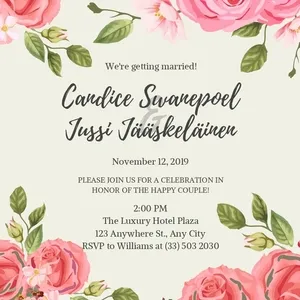 We're getting married!
Candice Swanepoel
&
Jussi Jääskeläinen
November 12, 2019
PLEASE JOIN US FOR A CELEBRATION IN
HONOR OF THE HAPPY COUPLE!
2:00 PM
The Luxury Hotel Plaza
123 Anywhere St., Any City
RSVP to Williams at (33) 503 2030